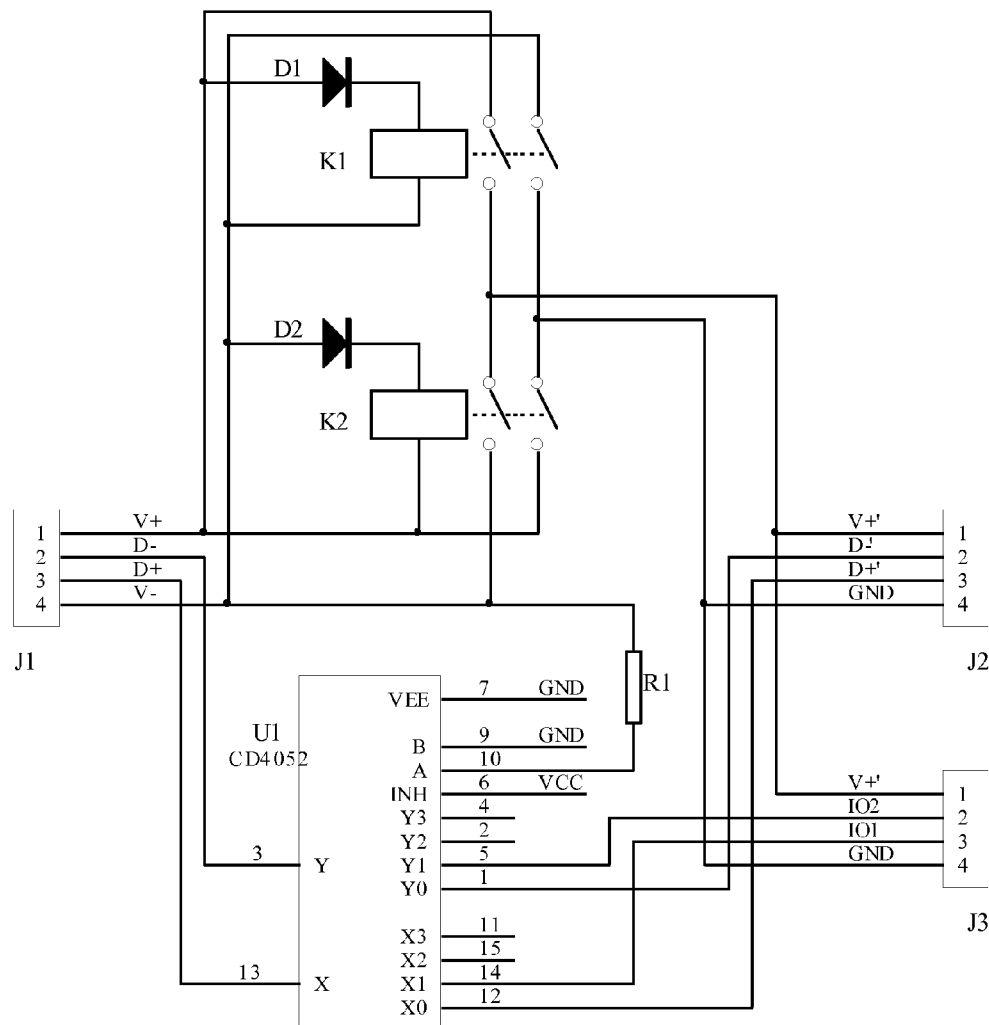 D1
K1
D2
K2
V+ V+'
1 1
D- D-'
2 2
D+ D+'
3 3
V- GND
4 4
J1 J2
R1
7 GND
VEE
U1 9 GND
B
CD4052 10
A
6 VCC V+'
INH 1
4 IO2
Y3 2
2 IO1
Y2 3
3 5 GND
Y Y1 4
1
Y0
J3
11
X3
15
X2
13 14
X X1
12
X0